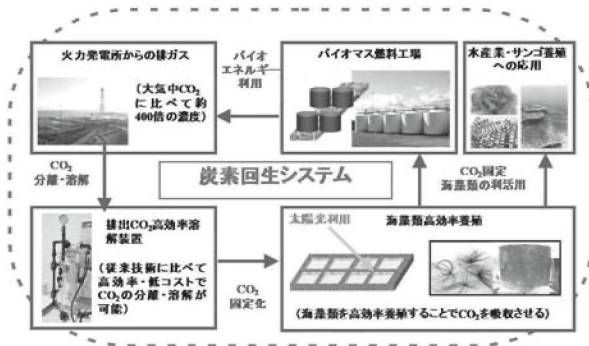 火力発電所からの排ガス
(大気中CO₂
に比べて約
400倍の濃度)
バイオ
エネルギ
利用
バイオマス燃料工場
水産業・サンゴ養殖
への応用
CO₂
分離・溶解
炭素回生システム
CO₂固定
海藻類の利活用
排出CO₂高効率溶
解装置
(従来技術に比べて
高効率・低コストで
CO₂の分離・溶解が
可能)
CO₂
固定化
海藻類高効率養殖
太陽光利用
(海藻類を高効率養殖することでCO₂を吸収させる)